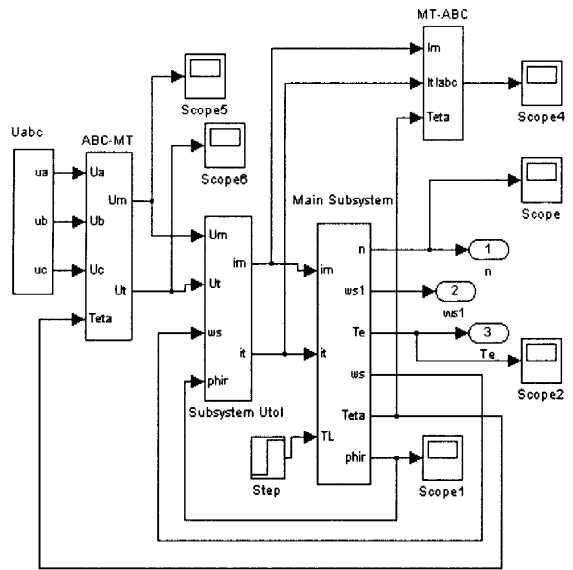 MT-ABC
Im
Itlabc
Teta
Scope4
Scope5
Uabc
ua
ub
uc
ABC-MT
Ua
Ub
Uc
Teta
Um
Ut
Scope6
Scope
Main Subsystem
Um
Ut
ws
phir
im
it
Subsystem UtoI
im
it
TL
n
ws1
Te
ws
Teta
phir
1
n
2
ws1
3
Te
Scope2
Step
Scope1